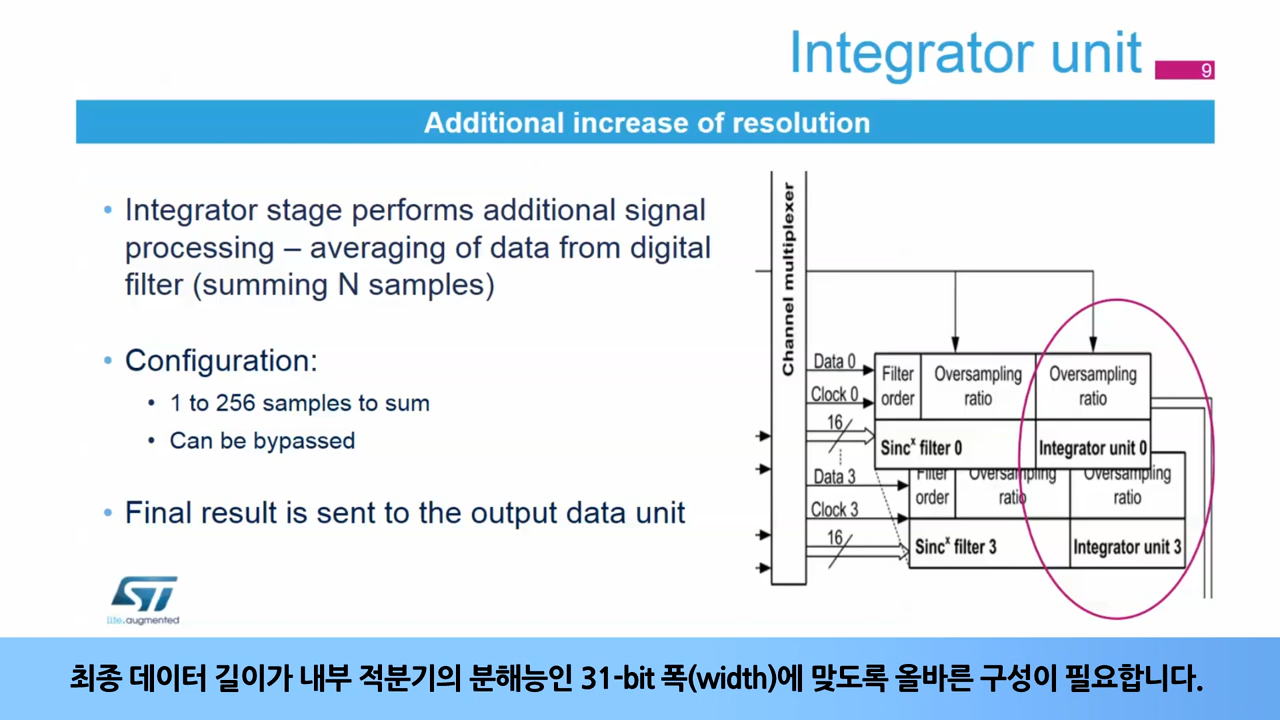 Integrator unit
9
Additional increase of resolution
• Integrator stage performs additional signal
processing – averaging of data from digital
filter (summing N samples)
• Configuration:
• 1 to 256 samples to sum
• Can be bypassed
• Final result is sent to the output data unit
Channel multiplexer
Data 0
Clock 0
16
Filter
order
Oversampling
ratio
Oversampling
ratio
Sincx filter 0
Integrator unit 0
Data 3
Clock 3
16
Filter
order
Oversampling
ratio
Oversampling
ratio
Sincx filter 3
Integrator unit 3
ST
life.augmented
최종 데이터 길이가 내부 적분기의 분해능인 31-bit 폭(width)에 맞도록 올바른 구성이 필요합니다.